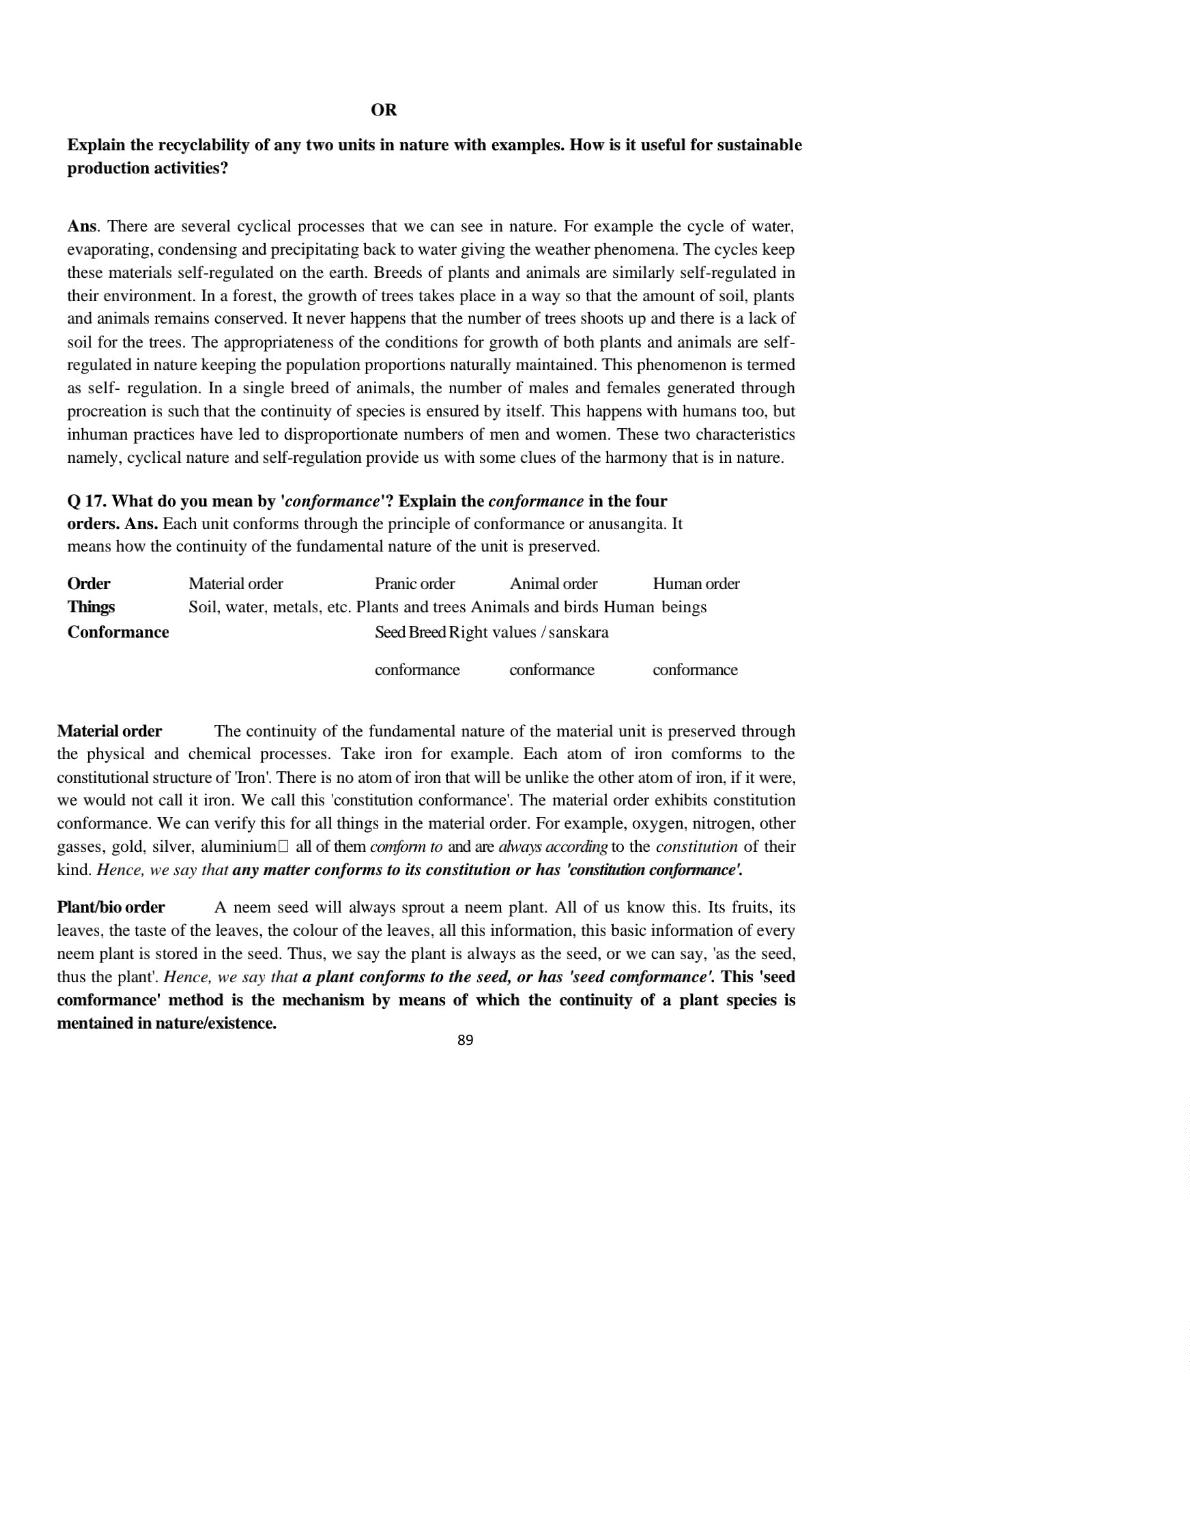 OR
Explain the recyclability of any two units in nature with examples. How is it useful for sustainable
production activities?
Ans. There are several cyclical processes that we can see in nature. For example the cycle of water,
evaporating, condensing and precipitating back to water giving the weather phenomena. The cycles keep
these materials self-regulated on the earth. Breeds of plants and animals are similarly self-regulated in
their environment. In a forest, the growth of trees takes place in a way so that the amount of soil, plants
and animals remains conserved. It never happens that the number of trees shoots up and there is a lack of
soil for the trees. The appropriateness of the conditions for growth of both plants and animals are self-
regulated in nature keeping the population proportions naturally maintained. This phenomenon is termed
as self- regulation. In a single breed of animals, the number of males and females generated through
procreation is such that the continuity of species is ensured by itself. This happens with humans too, but
inhuman practices have led to disproportionate numbers of men and women. These two characteristics
namely, cyclical nature and self-regulation provide us with some clues of the harmony that is in nature.
Q 17. What do you mean by 'conformance'? Explain the conformance in the four
orders. Ans. Each unit conforms through the principle of conformance or anusangita. It
means how the continuity of the fundamental nature of the unit is preserved.
Order Material order Pranic order Animal order Human order
Things Soil, water, metals, etc. Plants and trees Animals and birds Human beings
Conformance Seed Breed Right values / sanskara
conformance conformance conformance
Material order The continuity of the fundamental nature of the material unit is preserved through
the physical and chemical processes. Take iron for example. Each atom of iron comforms to the
constitutional structure of 'Iron'. There is no atom of iron that will be unlike the other atom of iron, if it were,
we would not call it iron. We call this 'constitution conformance'. The material order exhibits constitution
conformance. We can verify this for all things in the material order. For example, oxygen, nitrogen, other
gasses, gold, silver, aluminium□ all of them comform to and are always according to the constitution of their
kind. Hence, we say that any matter conforms to its constitution or has 'constitution conformance'.
Plant/bio order A neem seed will always sprout a neem plant. All of us know this. Its fruits, its
leaves, the taste of the leaves, the colour of the leaves, all this information, this basic information of every
neem plant is stored in the seed. Thus, we say the plant is always as the seed, or we can say, 'as the seed,
thus the plant'. Hence, we say that a plant conforms to the seed, or has 'seed comformance'. This 'seed
comformance' method is the mechanism by means of which the continuity of a plant species is
mentained in nature/existence.
89